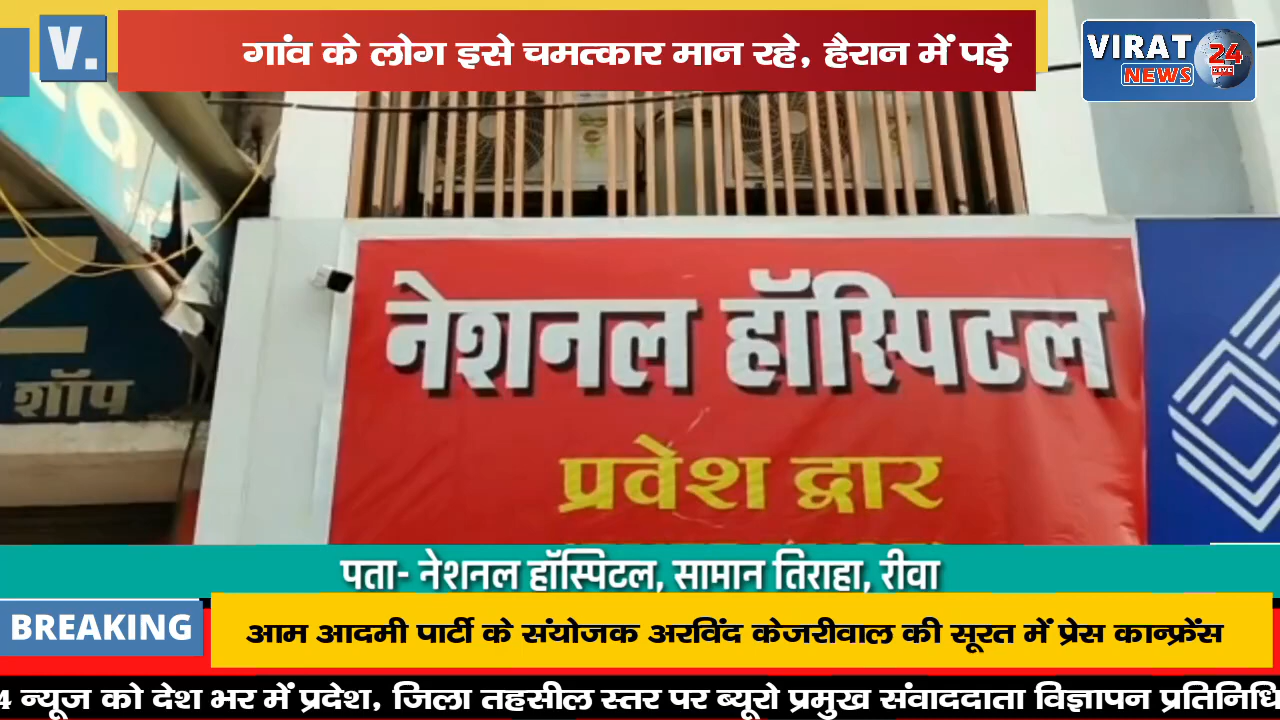 V.
गांव के लोग इसे चमत्कार मान रहे, हैरान में पड़े
VIRAT
24
LIVE
NEWS
Z
शॉप
नेशनल हॉस्पिटल
प्रवेश द्वार
पता- नेशनल हॉस्पिटल, सामान तिराहा, रीवा
BREAKING
आम आदमी पार्टी के संयोजक अरविंद केजरीवाल की सूरत में प्रेस कान्फ्रेंस
4 न्यूज को देश भर में प्रदेश, जिला तहसील स्तर पर ब्यूरो प्रमुख संवाददाता विज्ञापन प्रतिनिधि